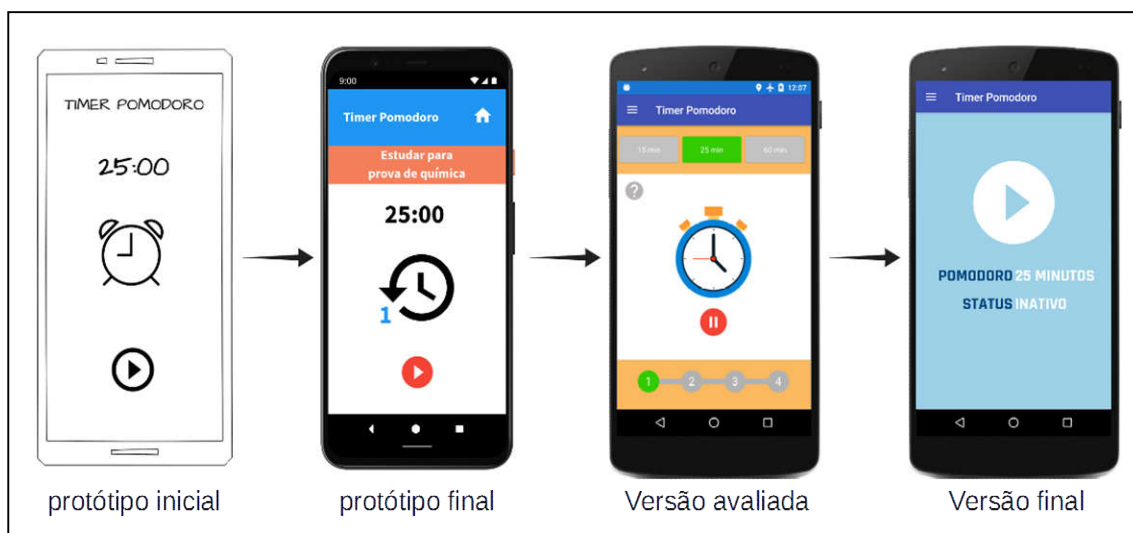 TIMER POMODORO
25:00
protótipo inicial
9:00
Timer Pomodoro
Estudar para
prova de química
25:00
1
protótipo final
12:07
Timer Pomodoro
15 min
25 min
60 min
?
1
2
3
4
Versão avaliada
Timer Pomodoro
POMODORO 25 MINUTOS
STATUS INATIVO
Versão final